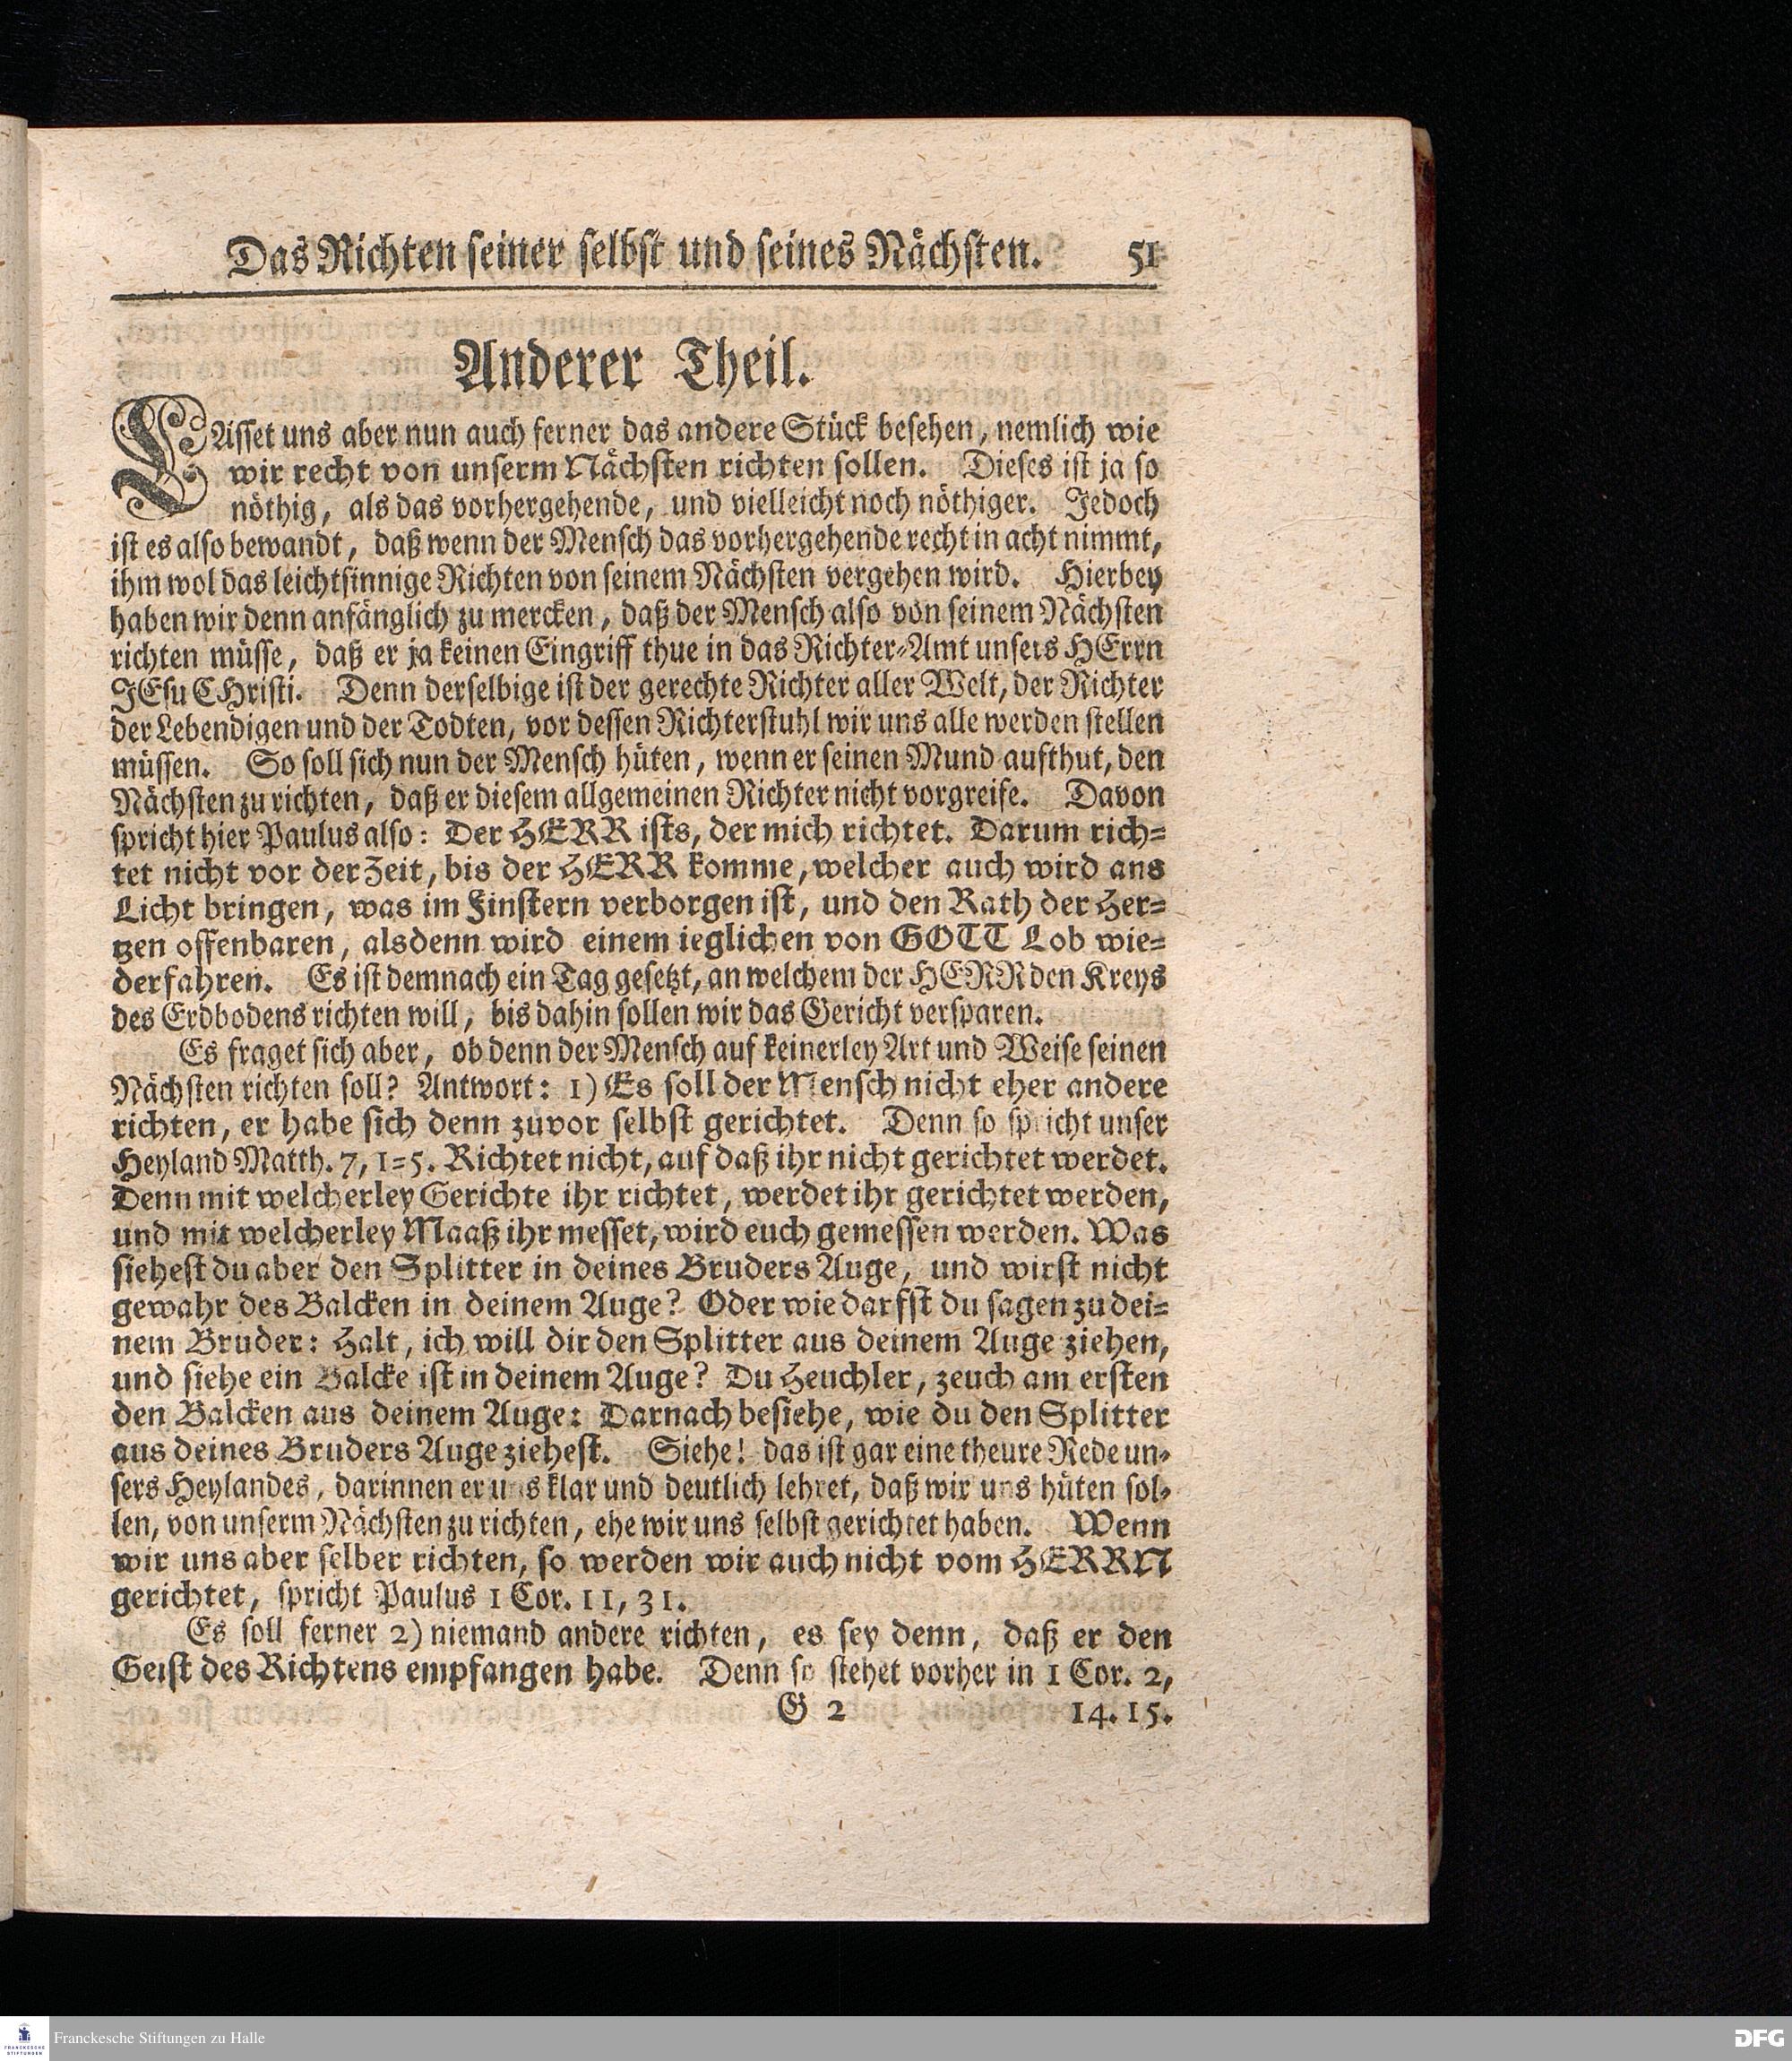 Das Richten seiner selbst und seines Nächsten. 51
Anderer Theil.
LAsset uns aber nun auch ferner das andere Stück besehen, nemlich wie
wir recht von unserm Nächsten richten sollen. Dieses ist ja so
nöthig, als das vorhergehende, und vielleicht noch nöthiger. Jedoch
ist es also bewandt, daß wenn der Mensch das vorhergehende recht in acht nimmt,
ihm wol das leichtsinnige Richten von seinem Nächsten vergehen wird. Hierbey
haben wir denn anfänglich zu mercken, daß der Mensch also von seinem Nächsten
richten müsse, daß er ja keinen Eingriff thue in das Richter-Amt unsers HErrn
JEsu CHristi. Denn derselbige ist der gerechte Richter aller Welt, der Richter
der Lebendigen und der Todten, vor dessen Richterstuhl wir uns alle werden stellen
müssen. So soll sich nun der Mensch hüten, wenn er seinen Mund aufthut, den
Nächsten zu richten, daß er diesem allgemeinen Richter nicht vorgreife. Davon
spricht hier Paulus also: Der HERR ists, der mich richtet. Darum rich-
tet nicht vor der Zeit, bis der HERR komme, welcher auch wird ans
Licht bringen, was im Finstern verborgen ist, und den Rath der Her-
tzen offenbaren, alsdenn wird einem ieglichen von GOTT Lob wie-
derfahren. Es ist demnach ein Tag gesetzt, an welchem der HERR den Kreys
des Erdbodens richten will, bis dahin sollen wir das Gericht versparen.
Es fraget sich aber, ob denn der Mensch auf keinerley Art und Weise seinen
Nächsten richten soll? Antwort: 1) Es soll der Mensch nicht eher andere
richten, er habe sich denn zuvor selbst gerichtet. Denn so spricht unser
Heyland Matth. 7, 1-5. Richtet nicht, auf daß ihr nicht gerichtet werdet.
Denn mit welcherley Gerichte ihr richtet, werdet ihr gerichtet werden,
und mit welcherley Maaß ihr messet, wird euch gemessen werden. Was
siehest du aber den Splitter in deines Bruders Auge, und wirst nicht
gewahr des Balcken in deinem Auge? Oder wie darfst du sagen zu dei-
nem Bruder: Halt, ich will dir den Splitter aus deinem Auge ziehen,
und siehe ein Balcke ist in deinem Auge? Du Heuchler, zeuch am ersten
den Balcken aus deinem Auge: Darnach besiehe, wie du den Splitter
aus deines Bruders Auge ziehest. Siehe! das ist gar eine theure Rede un-
sers Heylandes, darinnen er uns klar und deutlich lehret, daß wir uns hüten sol-
len, von unserm Nächsten zu richten, ehe wir uns selbst gerichtet haben. Wenn
wir uns aber selber richten, so werden wir auch nicht vom HERRN
gerichtet, spricht Paulus 1 Cor. 11, 31.
Es soll ferner 2) niemand andere richten, es sey denn, daß er den
Geist des Richtens empfangen habe. Denn so stehet vorher in 1 Cor. 2,
G 2 14. 15.
FRANCKESCHE STIFTUNGEN
Franckesche Stiftungen zu Halle
DFG